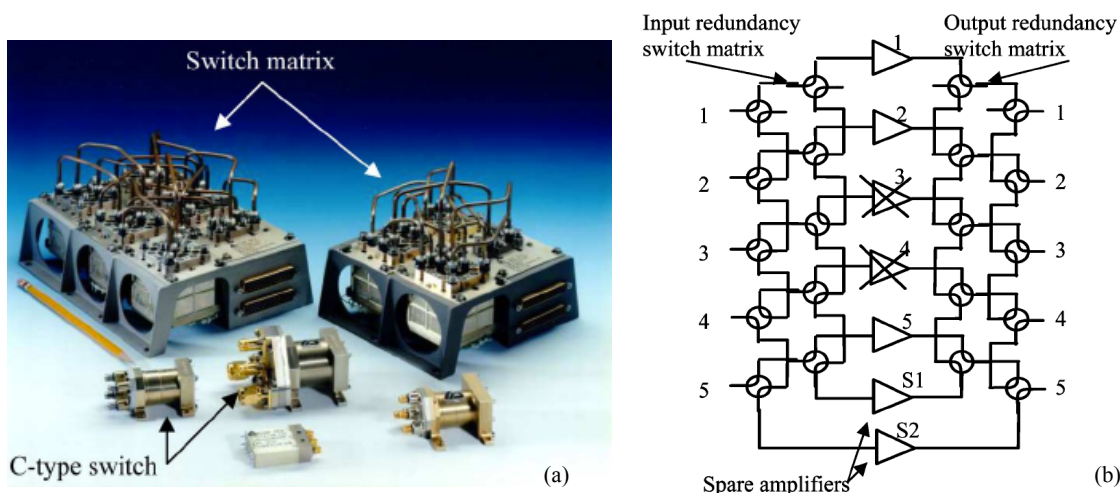 Switch matrix
C-type switch
(a)
Input redundancy
switch matrix
Output redundancy
switch matrix
1
2
3
4
5
S1
S2
1
2
3
4
5
1
2
3
4
5
Spare amplifiers
(b)